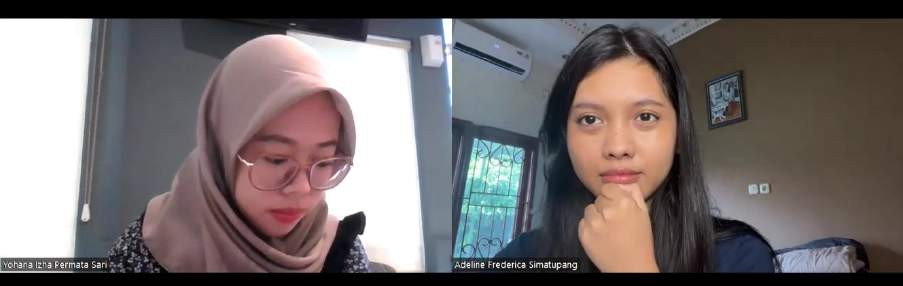 Yohana Izha Permata Sari
Adeline Frederica Simatupang